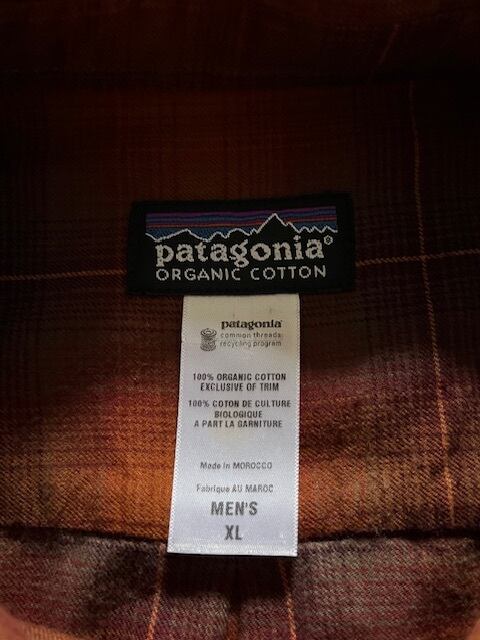 patagonia®
ORGANIC COTTON
patagonia
common threads
recycling program
100% ORGANIC COTTON
EXCLUSIVE OF TRIM
100% COTON DE CULTURE
BIOLOGIQUE
A PART LA GARNITURE
Made in MOROCCO
Fabrique AU MAROC
MEN'S
XL